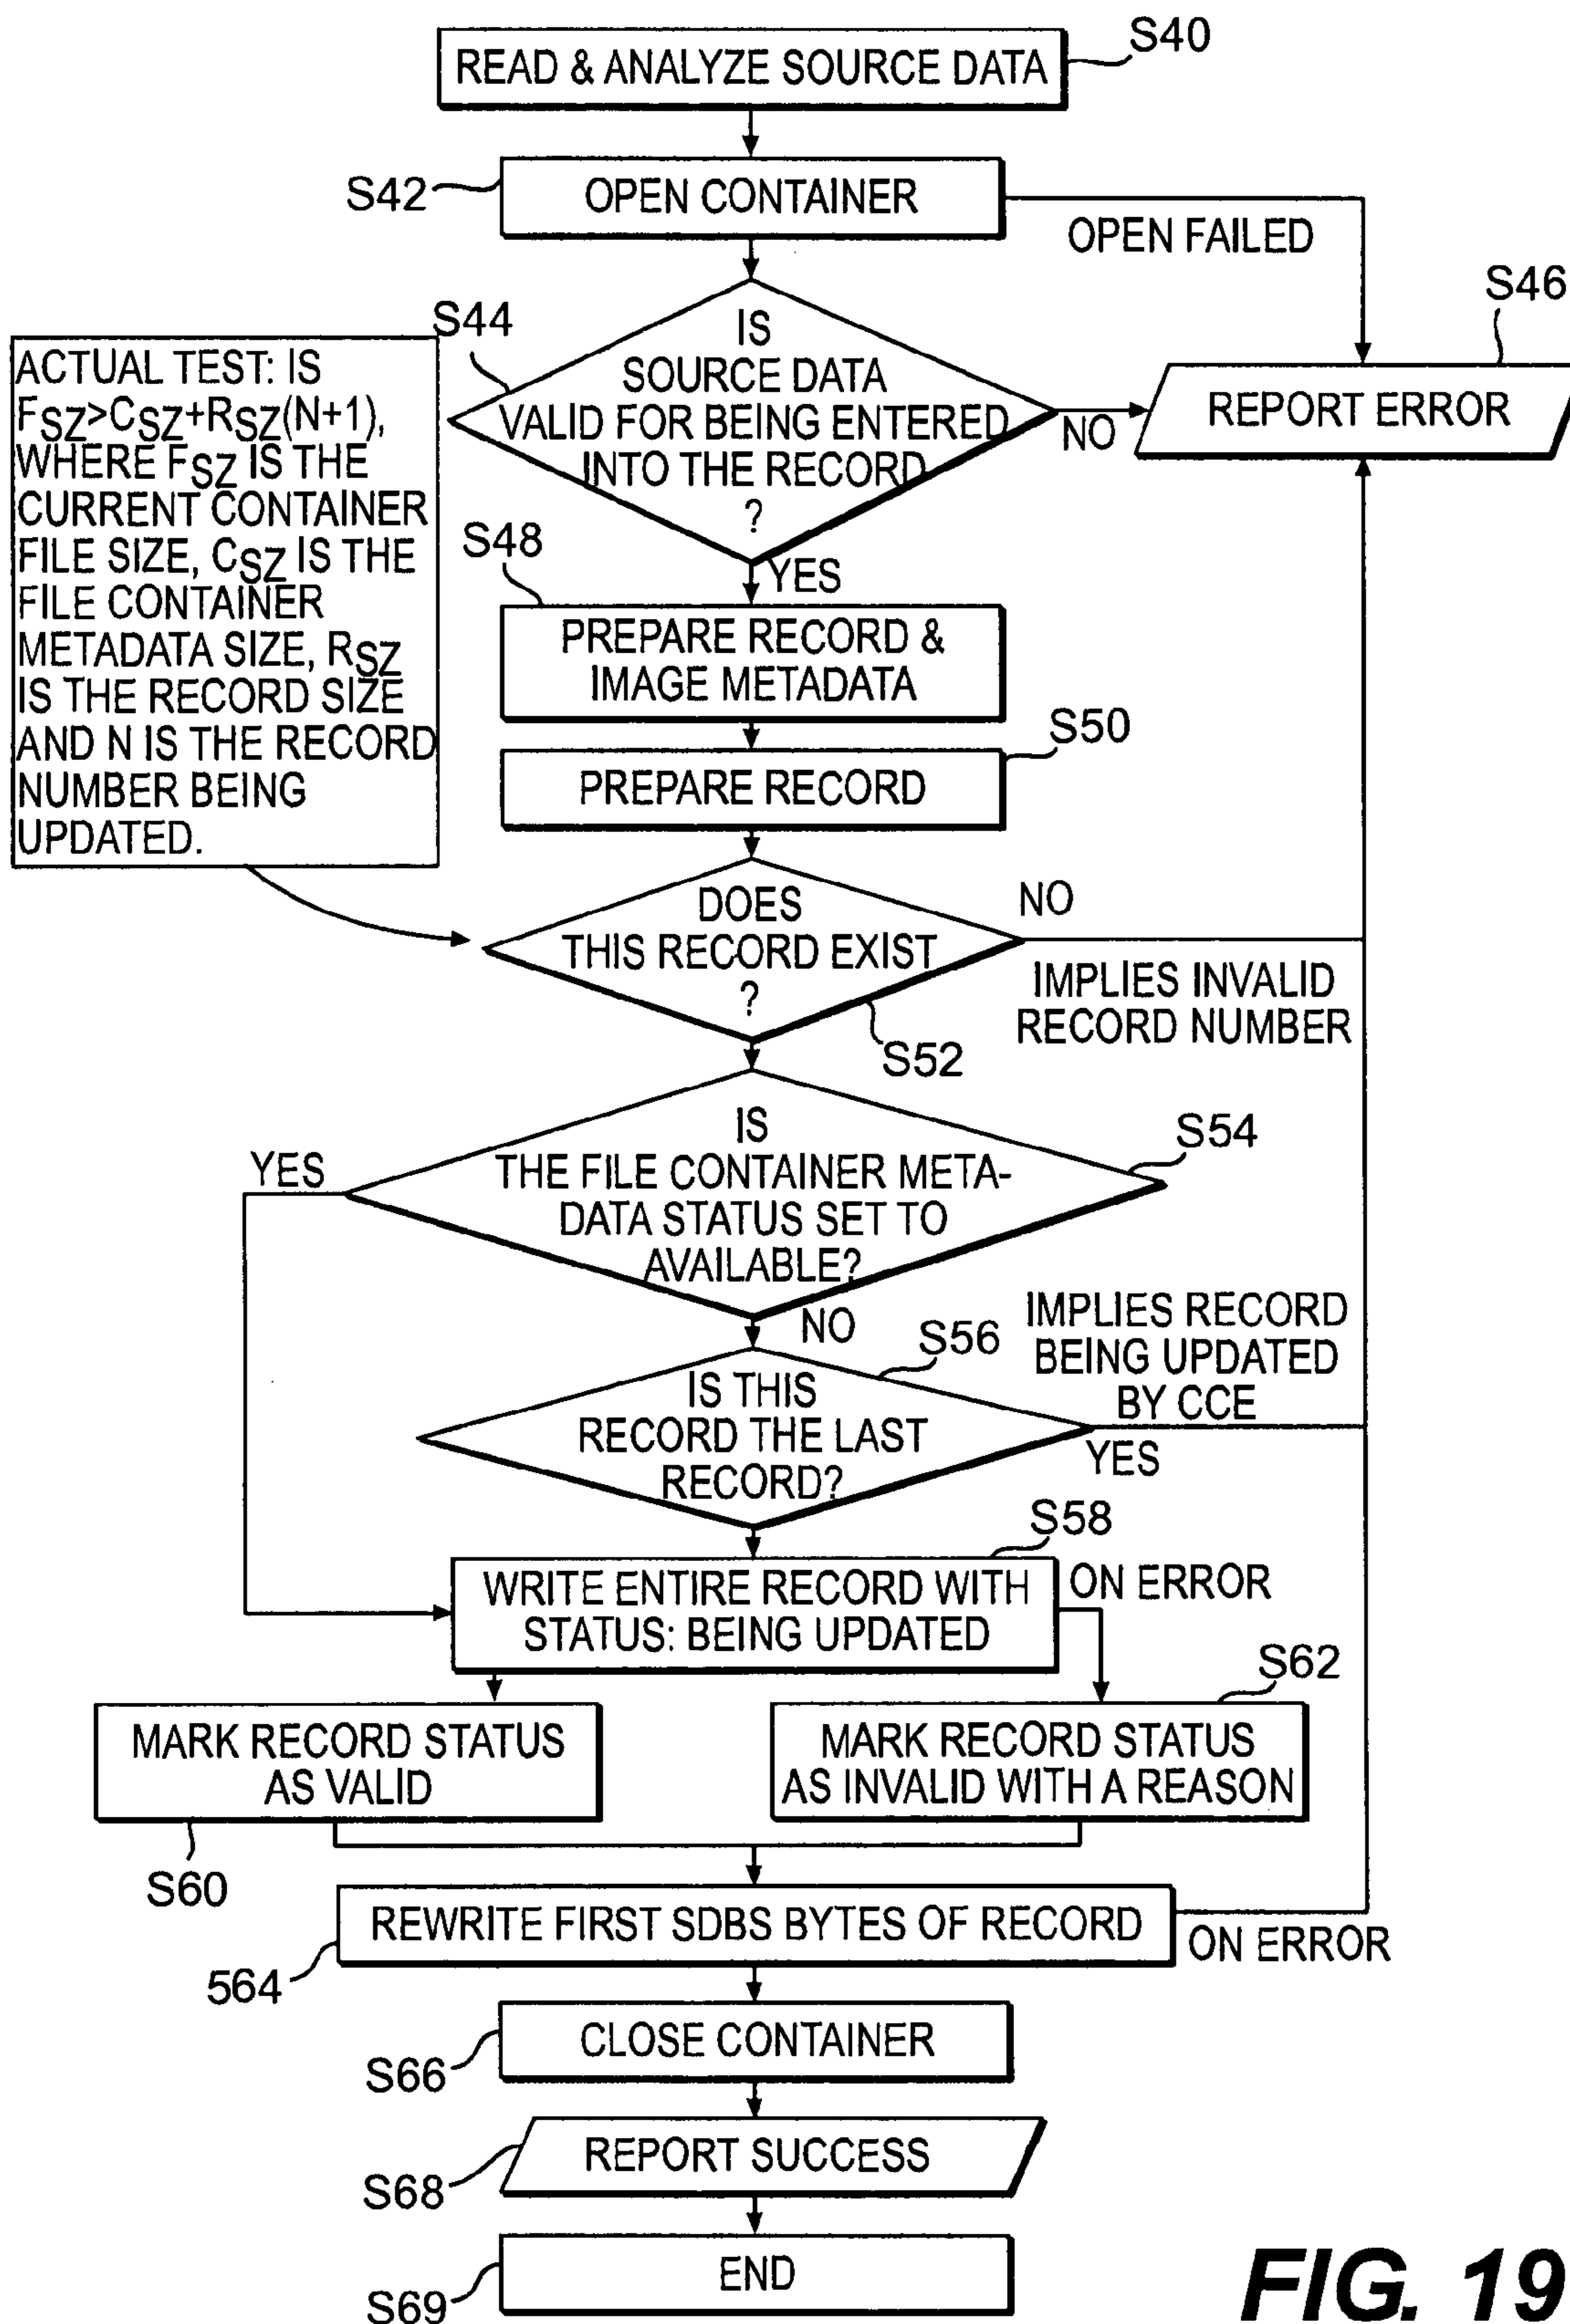 READ & ANALYZE SOURCE DATA
S40
OPEN CONTAINER
S42
OPEN FAILED
S46
REPORT ERROR
S44
IS
SOURCE DATA
VALID FOR BEING ENTERED
INTO THE RECORD
?
NO
YES
ACTUAL TEST: IS
FSZ>CSZ+RSZ(N+1),
WHERE FSZ IS THE
CURRENT CONTAINER
FILE SIZE, CSZ IS THE
FILE CONTAINER
METADATA SIZE, RSZ
IS THE RECORD SIZE
AND N IS THE RECORD
NUMBER BEING
UPDATED.
S48
PREPARE RECORD &
IMAGE METADATA
S50
PREPARE RECORD
DOES
THIS RECORD EXIST
?
NO
IMPLIES INVALID
RECORD NUMBER
S52
IS
THE FILE CONTAINER META-
DATA STATUS SET TO
AVAILABLE?
S54
YES
NO
S56
IS THIS
RECORD THE LAST
RECORD?
IMPLIES RECORD
BEING UPDATED
BY CCE
YES
S58
WRITE ENTIRE RECORD WITH
STATUS: BEING UPDATED
ON ERROR
MARK RECORD STATUS
AS VALID
S60
S62
MARK RECORD STATUS
AS INVALID WITH A REASON
REWRITE FIRST SDBS BYTES OF RECORD
ON ERROR
564
CLOSE CONTAINER
S66
REPORT SUCCESS
S68
END
S69
FIG. 19